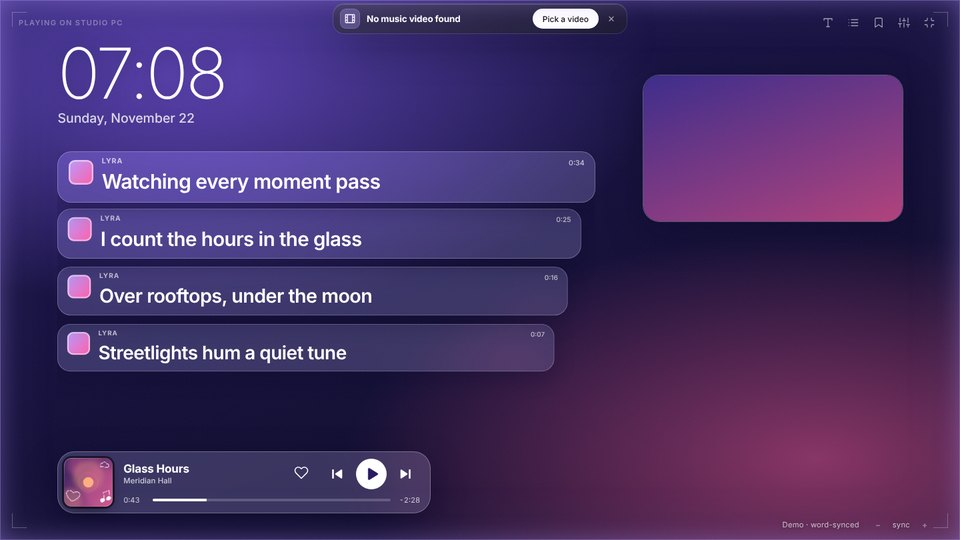 PLAYING ON STUDIO PC
No music video found
Pick a video
07:08
Sunday, November 22
LYRA
0:34
Watching every moment pass
LYRA
0:25
I count the hours in the glass
LYRA
0:16
Over rooftops, under the moon
LYRA
0:07
Streetlights hum a quiet tune
Glass Hours
Meridian Hall
0:43
-2:28
Demo · word-synced
− sync +